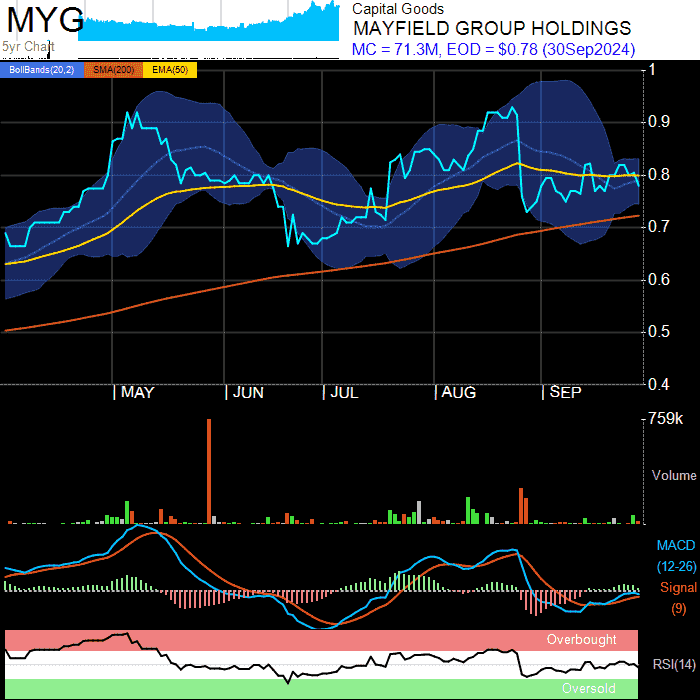 MYG
5yr Chart
Capital Goods
MAYFIELD GROUP HOLDINGS
MC = 71.3M, EOD = $0.78 (30Sep2024)
BollBands(20,2) SMA(200) EMA(50)
1
0.9
0.8
0.7
0.6
0.5
0.4
MAY JUN JUL AUG SEP
759k
Volume
MACD
(12-26)
Signal
(9)
Overbought
RSI(14)
Oversold